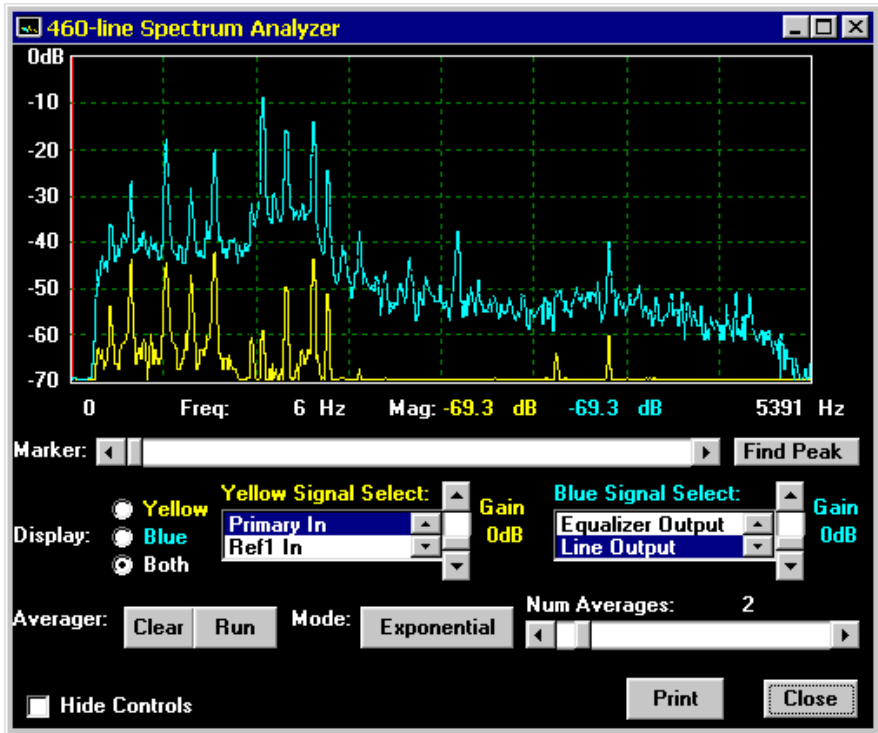 460-line Spectrum Analyzer
0dB
-10
-20
-30
-40
-50
-60
-70
0 Freq: 6 Hz Mag: -69.3 dB -69.3 dB 5391 Hz
Marker: Find Peak
Display:
Yellow
Blue
Both
Yellow Signal Select:
Primary In
Ref1 In
Gain
0dB
Blue Signal Select:
Equalizer Output
Line Output
Gain
0dB
Averager: Clear Run Mode: Exponential
Num Averages: 2
Hide Controls
Print Close